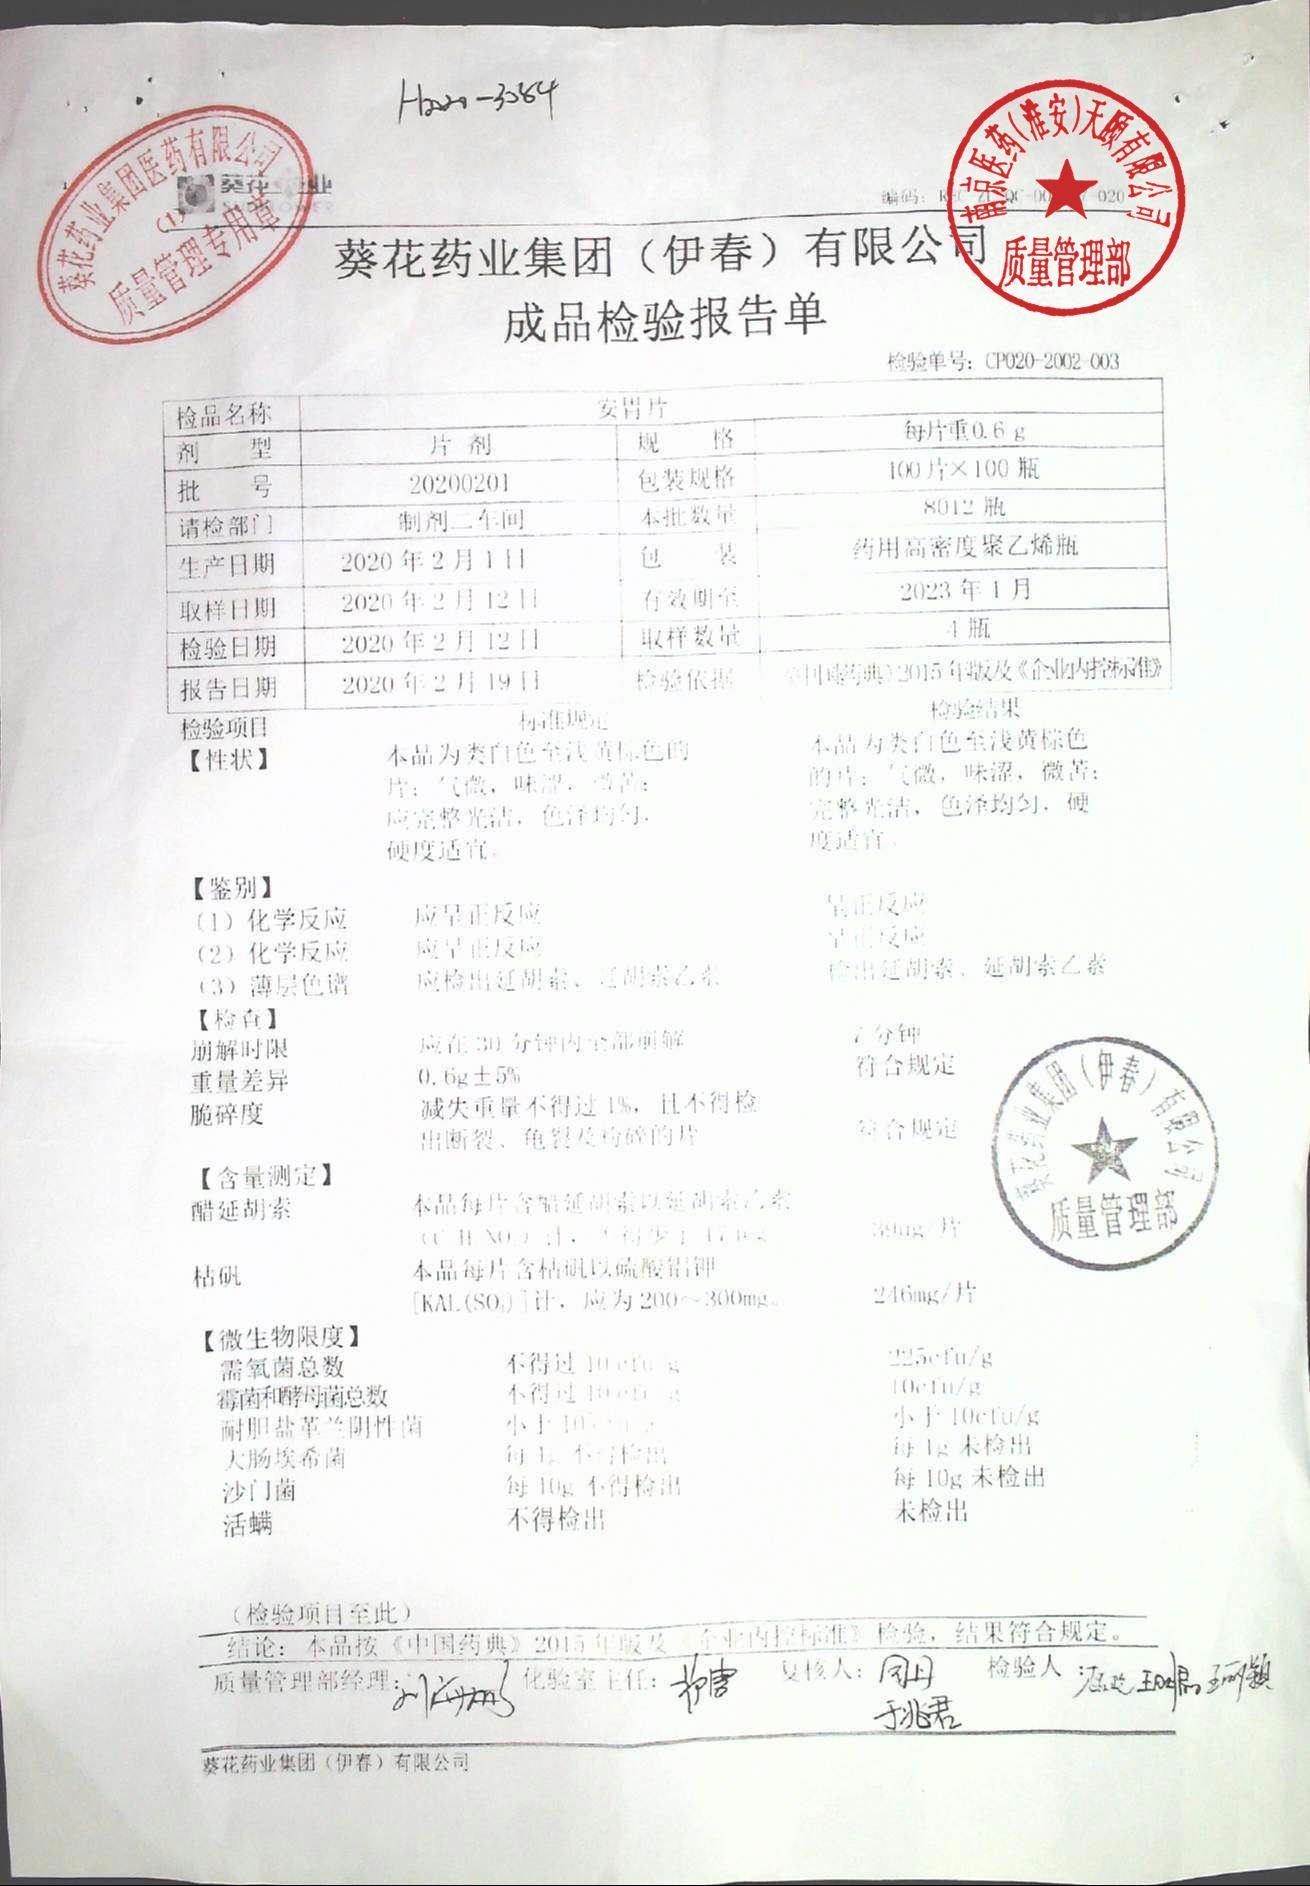 葵花药业集团医药有限公司
(1)
质量管理专用章
葵花药业
南京医药(淮安)天颐有限公司
质量管理部
编码:
葵花药业集团（伊春）有限公司
成品检验报告单
检验单号：CP020-2002-003
检品名称 安胃片
剂型 片剂 规格 每片重0.6g
批号 20200201 包装规格 100片×100瓶
请检部门 制剂二车间 本批数量 8012瓶
生产日期 2020年2月1日 包装 药用高密度聚乙烯瓶
取样日期 2020年2月12日 有效期至 2023年1月
检验日期 2020年2月12日 取样数量 4瓶
报告日期 2020年2月19日 检验依据 《中国药典》2015年版及《企业内控标准》
检验项目 标准规定 检验结果
【性状】 本品为类白色至浅黄棕色的 本品为类白色至浅黄棕色
片；气微，味涩、微苦； 的片；气微，味涩、微苦；
应完整光洁，色泽均匀， 完整光洁，色泽均匀，硬
硬度适宜。 度适宜。
【鉴别】
（1）化学反应 应呈正反应 呈正反应
（2）化学反应 应呈正反应 呈正反应
（3）薄层色谱 应检出延胡索、延胡索乙素 检出延胡索、延胡索乙素
【检查】
崩解时限 应在30分钟内全部崩解 7分钟
重量差异 0.6g±5% 符合规定
脆碎度 减失重量不得过1%，且不得检
出断裂、龟裂及粉碎的片 符合规定
【含量测定】
醋延胡索 本品每片含醋延胡索以延胡索乙素
计，不得少于
枯矾 本品每片含枯矾以硫酸铝钾
[KAL(SO₄)₂]计，应为200～300mg。 246mg/片
【微生物限度】
需氧菌总数 不得过 225cfu/g
霉菌和酵母菌总数 不得过 10cfu/g
耐胆盐革兰阴性菌 小于 小于10cfu/g
大肠埃希菌 每1g不得检出 每1g未检出
沙门菌 每10g不得检出 每10g未检出
活螨 不得检出 未检出
葵花药业集团（伊春）有限公司
质量管理部
（检验项目至此）
结论：本品按《中国药典》2015年版及《企业内控标准》检验，结果符合规定。
质量管理部经理： 化验室主任： 复核人：周丹 检验人：
于兆君
葵花药业集团（伊春）有限公司